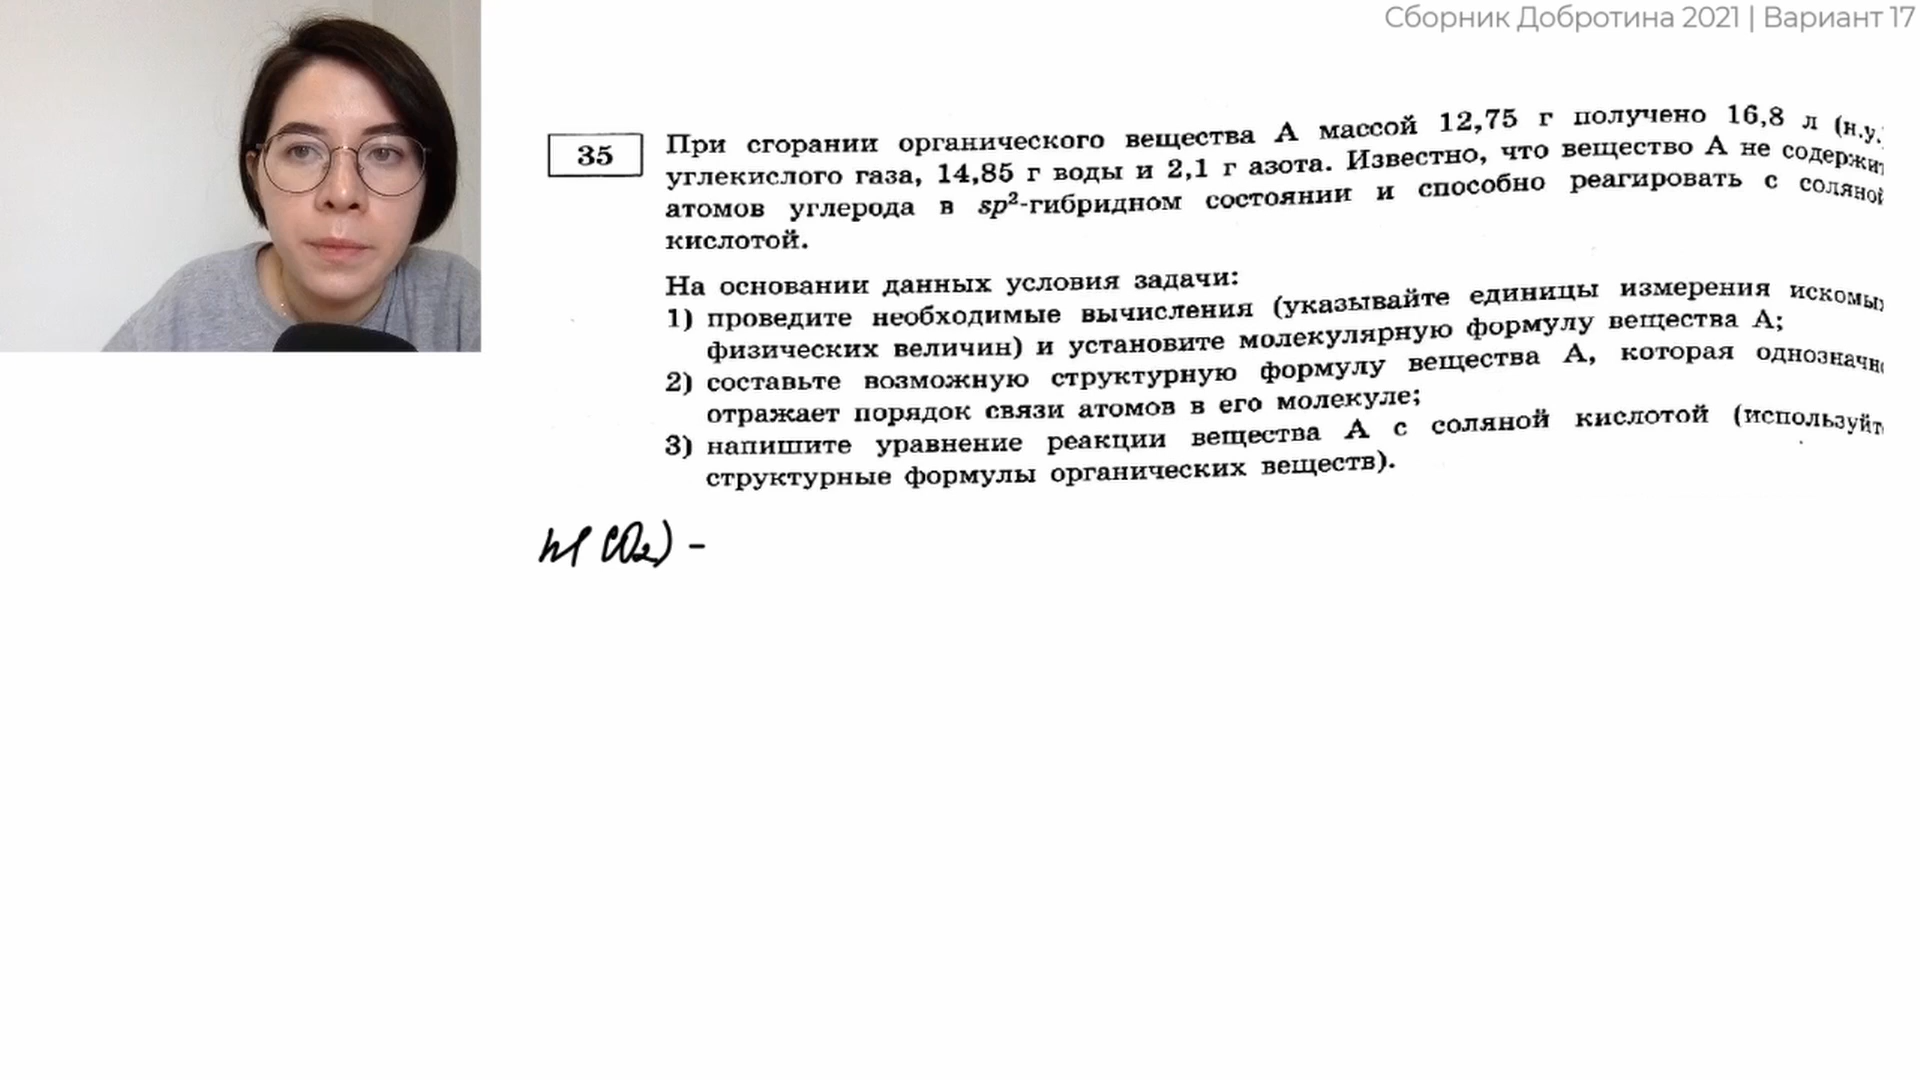 Сборник Добротина 2021 | Вариант 17
35
При сгорании органического вещества А массой 12,75 г получено 16,8 л (н.у.
углекислого газа, 14,85 г воды и 2,1 г азота. Известно, что вещество А не содержит
атомов углерода в sp²-гибридном состоянии и способно реагировать с соляной
кислотой.
На основании данных условия задачи:
1) проведите необходимые вычисления (указывайте единицы измерения искомых
физических величин) и установите молекулярную формулу вещества А;
2) составьте возможную структурную формулу вещества А, которая однозначно
отражает порядок связи атомов в его молекуле;
3) напишите уравнение реакции вещества А с соляной кислотой (используйте
структурные формулы органических веществ).
(CO₂) -